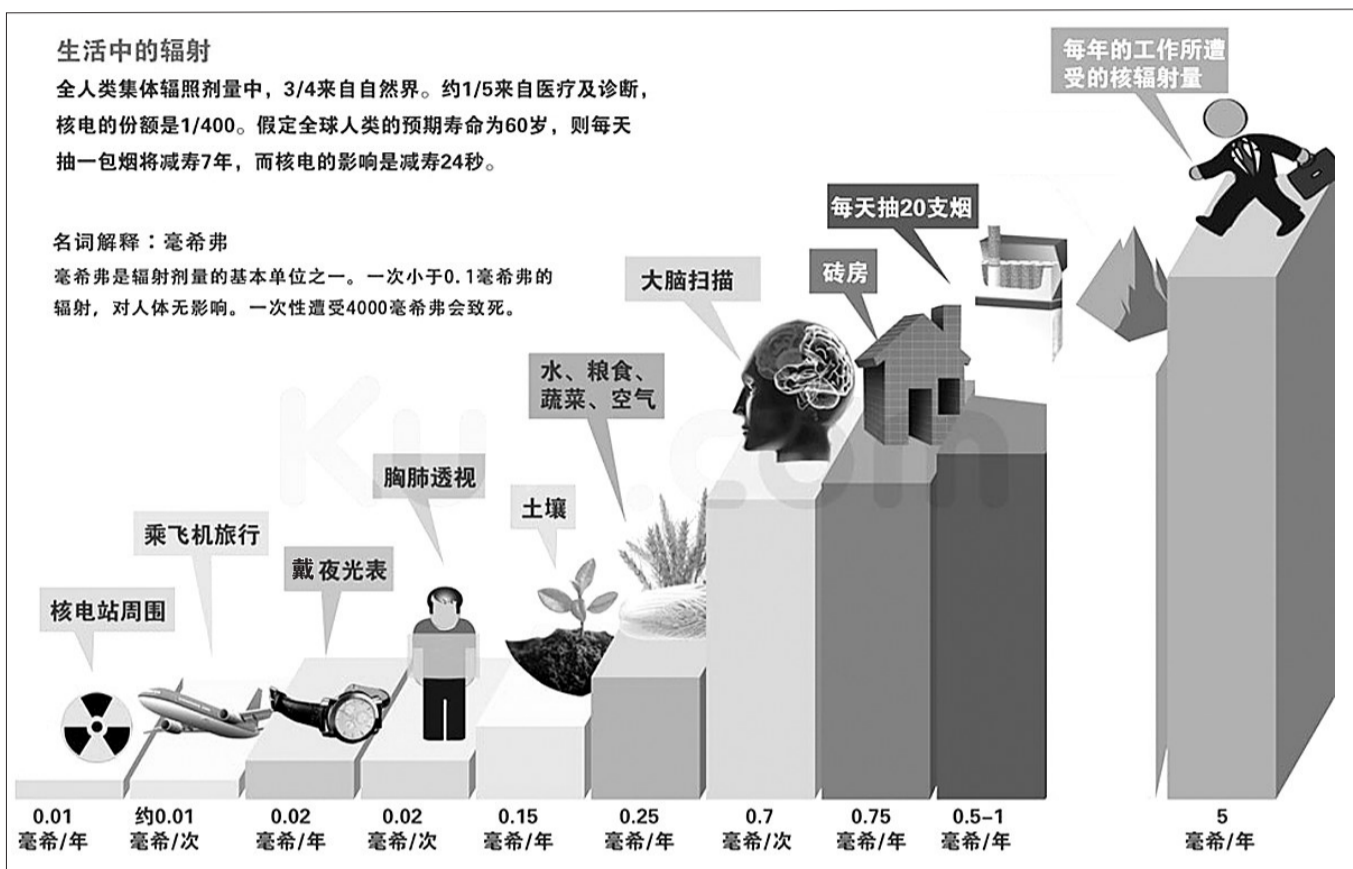 生活中的辐射
全人类集体辐照剂量中，3/4来自自然界。约1/5来自医疗及诊断，
核电的份额是1/400。假定全球人类的预期寿命为60岁，则每天
抽一包烟将减寿7年，而核电的影响是减寿24秒。
名词解释：毫希弗
毫希弗是辐射剂量的基本单位之一。一次小于0.1毫希弗的
辐射，对人体无影响。一次性遭受4000毫希弗会致死。
核电站周围
乘飞机旅行
戴夜光表
胸肺透视
土壤
水、粮食、
蔬菜、空气
大脑扫描
砖房
每天抽20支烟
每年的工作所遭
受的核辐射量
0.01
毫希/年
约0.01
毫希/次
0.02
毫希/年
0.02
毫希/次
0.15
毫希/年
0.25
毫希/年
0.7
毫希/次
0.75
毫希/年
0.5-1
毫希/年
5
毫希/年